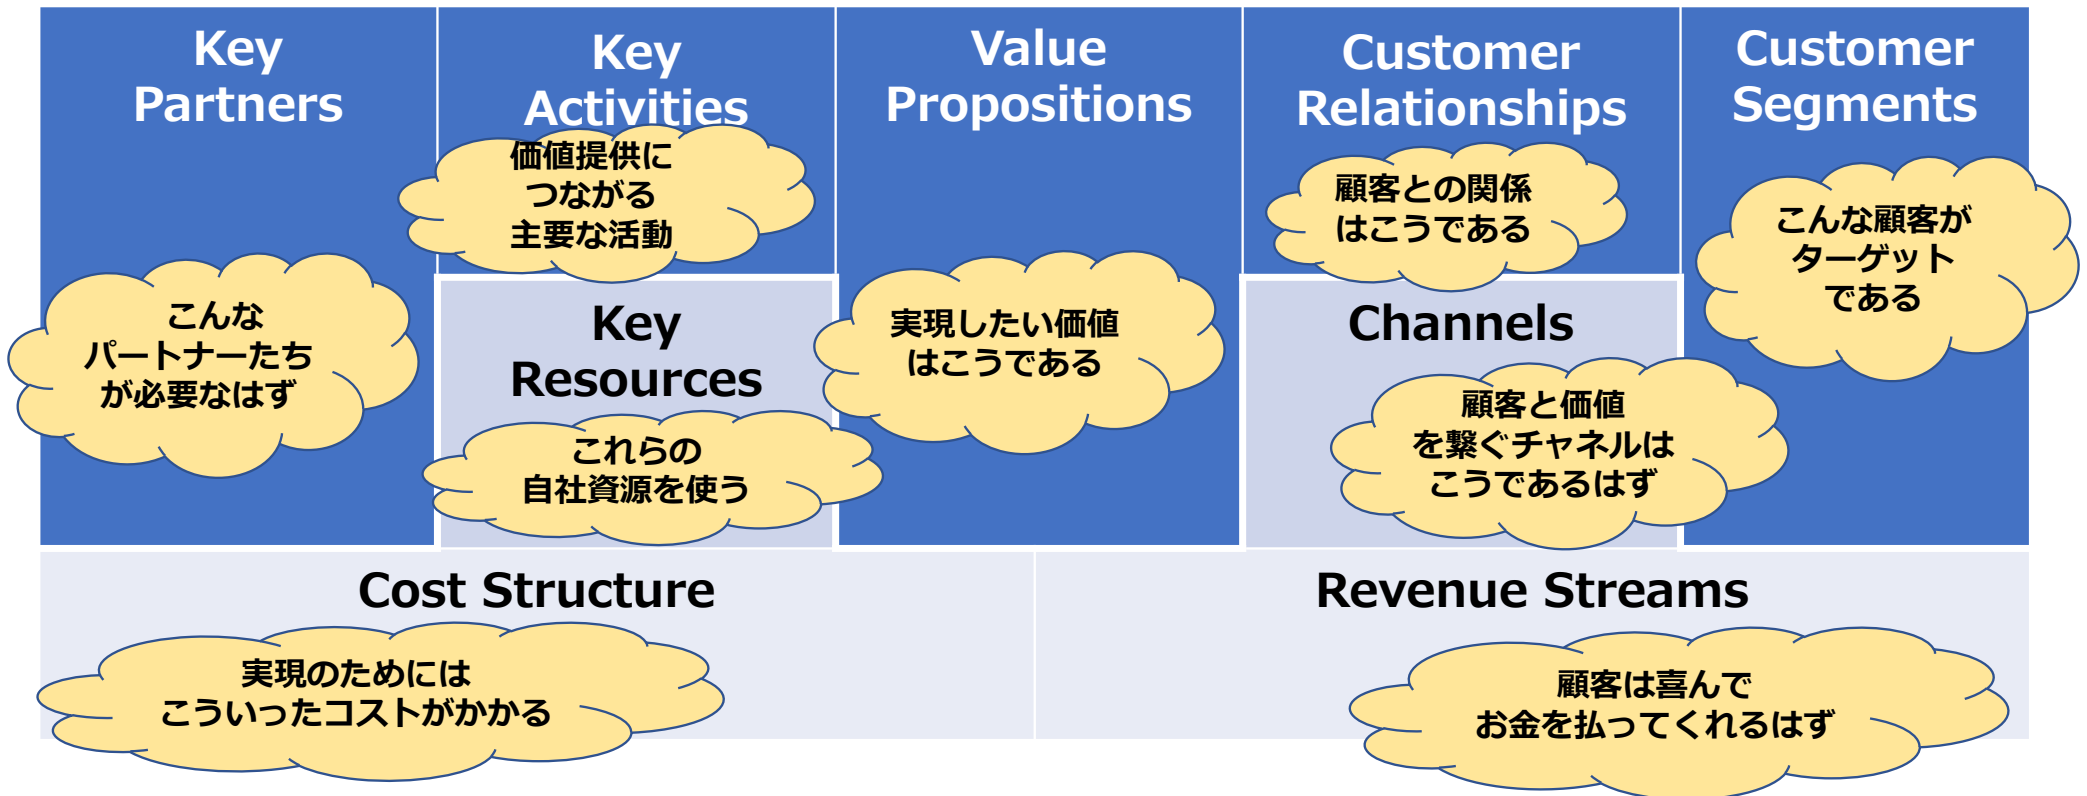 Key
Partners
こんな
パートナーたち
が必要なはず
Key
Activities
価値提供に
つながる
主要な活動
Key
Resources
これらの
自社資源を使う
Value
Propositions
実現したい価値
はこうである
Customer
Relationships
顧客との関係
はこうである
Channels
顧客と価値
を繋ぐチャネルは
こうであるはず
Customer
Segments
こんな顧客が
ターゲット
である
Cost Structure
実現のためには
こういったコストがかかる
Revenue Streams
顧客は喜んで
お金を払ってくれるはず